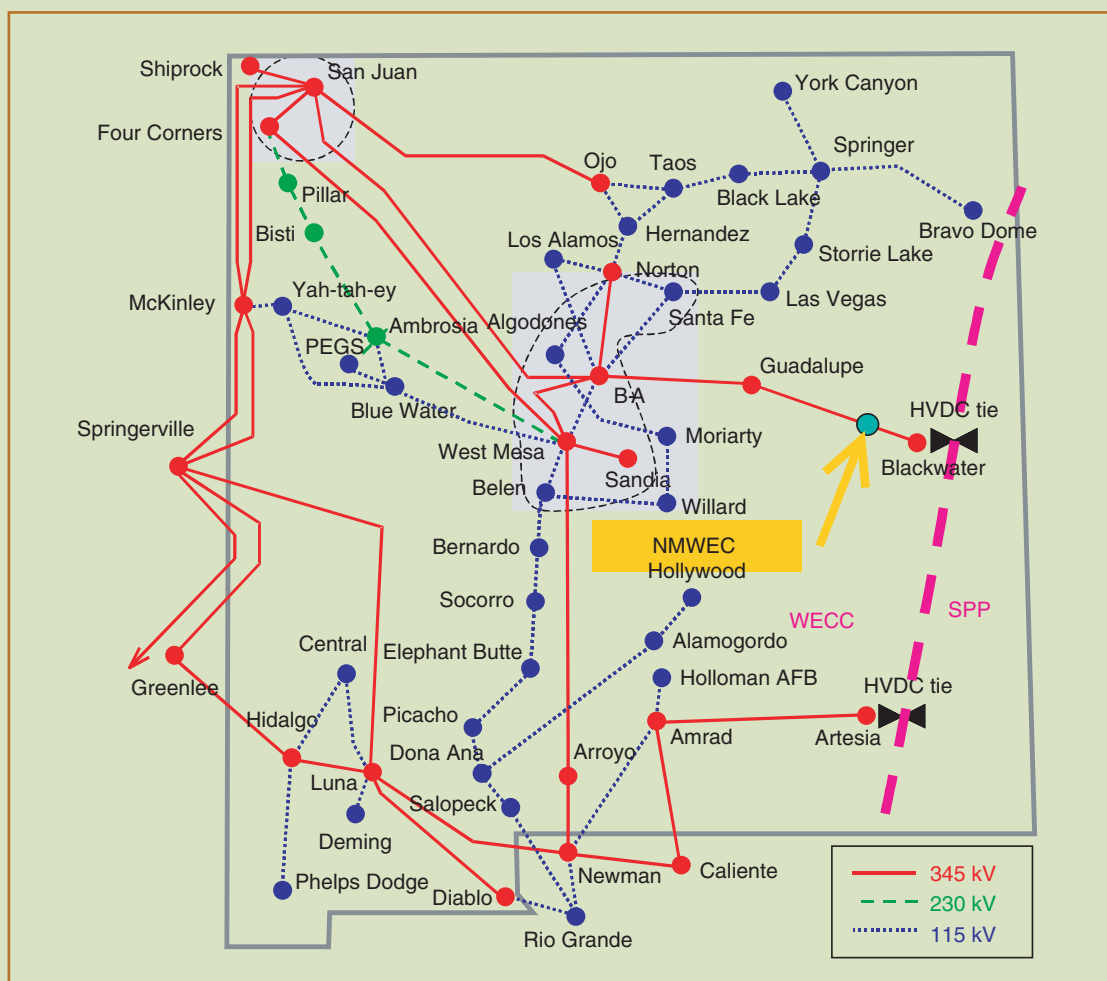 Shiprock
San Juan
York Canyon
Four Corners
Springer
Ojo
Taos
Pillar
Black Lake
Bisti
Los Alamos
Hernandez
Bravo Dome
Storrie Lake
Norton
Yah-tah-ey
McKinley
Las Vegas
Santa Fe
Algodones
Ambrosia
PEGS
Guadalupe
B-A
Blue Water
HVDC tie
Springerville
Moriarty
West Mesa
Blackwater
Sandia
Belen
Willard
Bernardo
NMWEC
Hollywood
Socorro
SPP
WECC
Central
Alamogordo
Elephant Butte
Holloman AFB
Greenlee
HVDC tie
Hidalgo
Picacho
Amrad
Artesia
Dona Ana
Arroyo
Luna
Salopeck
Deming
Caliente
Newman
345 kV
Phelps Dodge
Diablo
230 kV
115 kV
Rio Grande